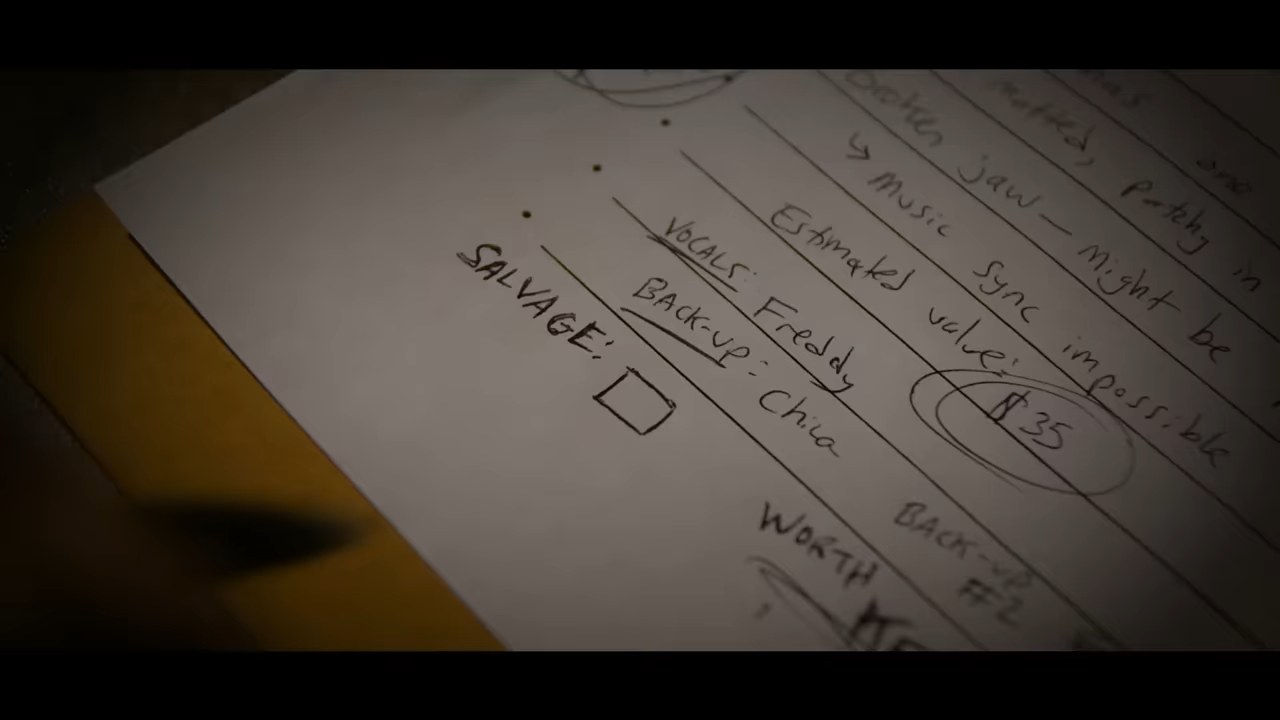 one
matted, patchy in
broken jaw — might be
↳ Music sync impossible
Estimated value: $35
VOCALS: Freddy
BACK-UP: Chica BACK-UP #2
SALVAGE: WORTH